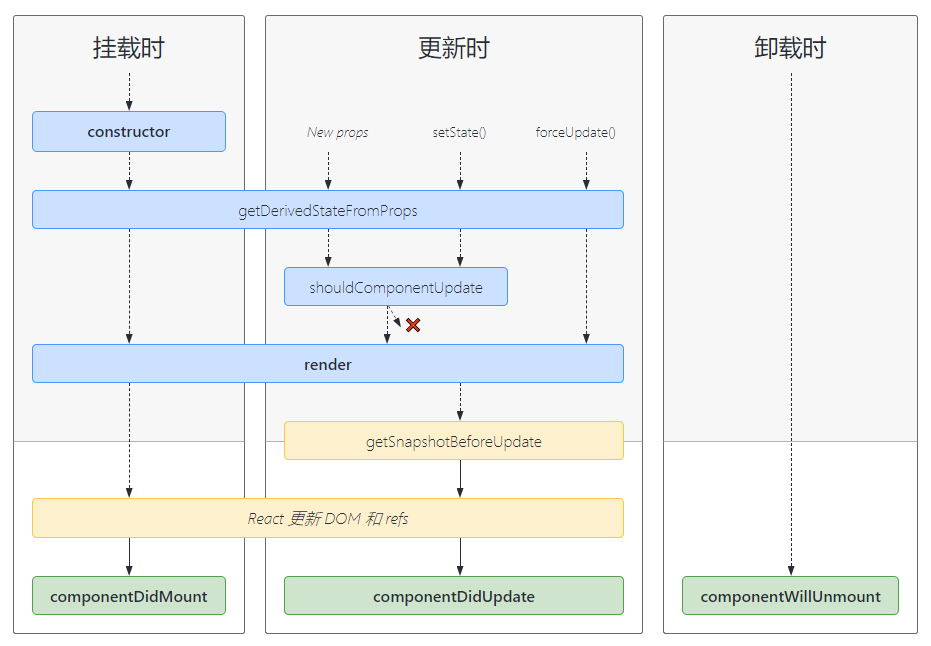 挂载时
更新时
卸载时
constructor
New props
setState()
forceUpdate()
getDerivedStateFromProps
shouldComponentUpdate
render
getSnapshotBeforeUpdate
React 更新 DOM 和 refs
componentDidMount
componentDidUpdate
componentWillUnmount